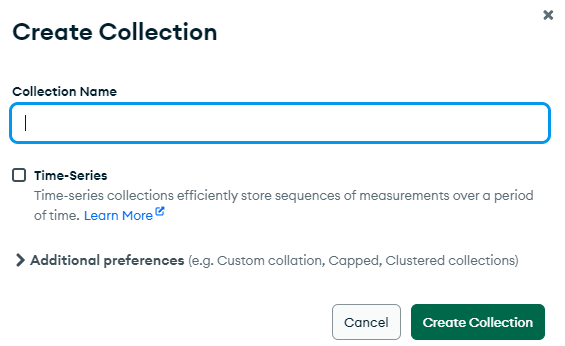 Create Collection
Collection Name
Time-Series
Time-series collections efficiently store sequences of measurements over a period
of time. Learn More
Additional preferences (e.g. Custom collation, Capped, Clustered collections)
Cancel
Create Collection